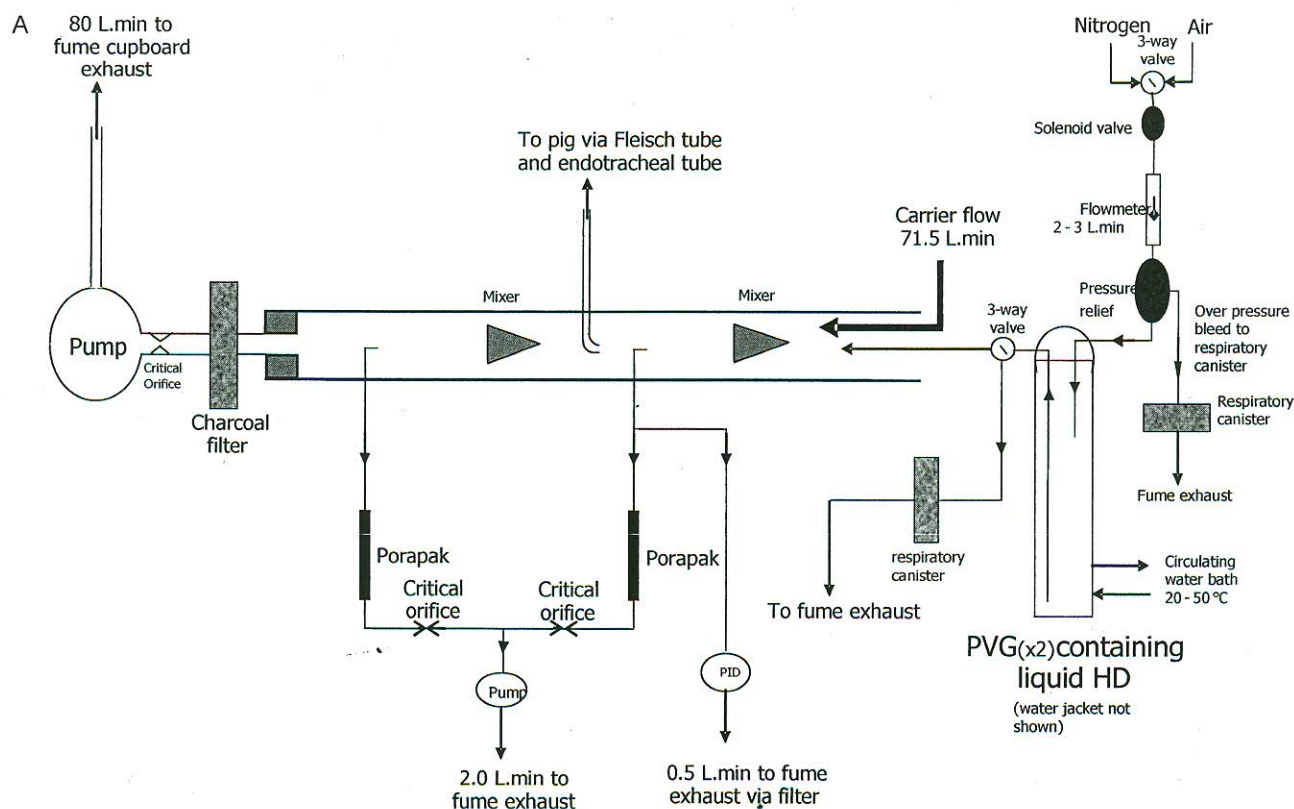 A
80 L.min to
fume cupboard
exhaust
Nitrogen
Air
3-way
valve
Solenoid valve
To pig via Fleisch tube
and endotracheal tube
Flowmeter
2 - 3 L.min
Carrier flow
71.5 L.min
Pressure
relief
Over pressure
bleed to
respiratory
canister
Mixer
Mixer
3-way
valve
Pump
Critical
Orifice
Charcoal
filter
Respiratory
canister
Fume exhaust
Porapak
Porapak
respiratory
canister
Critical
orifice
Critical
orifice
Circulating
water bath
20 - 50 °C
To fume exhaust
PVG(x2)containing
liquid HD
(water jacket not
shown)
Pump
PID
2.0 L.min to
fume exhaust
0.5 L.min to fume
exhaust via filter